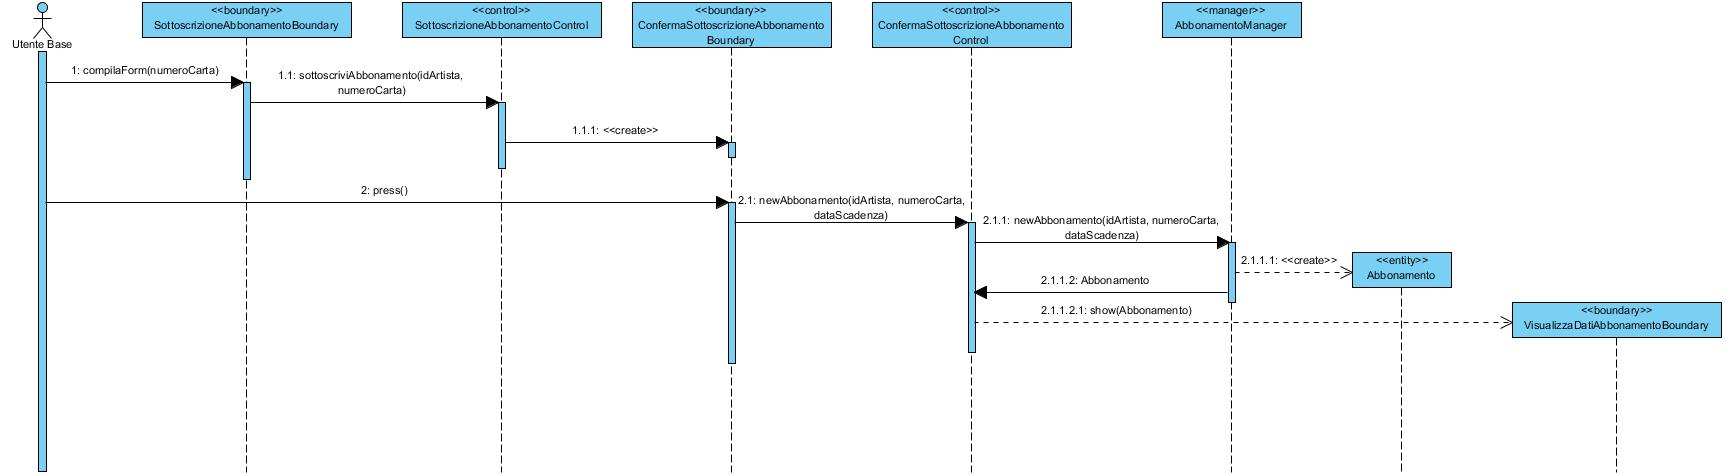 Utente Base
<<boundary>>
SottoscrizioneAbbonamentoBoundary
<<control>>
SottoscrizioneAbbonamentoControl
<<boundary>>
ConfermaSottoscrizioneAbbonamento
Boundary
<<control>>
ConfermaSottoscrizioneAbbonamento
Control
<<manager>>
AbbonamentoManager
1: compilaForm(numeroCarta)
1.1: sottoscriviAbbonamento(idArtista,
numeroCarta)
1.1.1: <<create>>
2: press()
2.1: newAbbonamento(idArtista, numeroCarta,
dataScadenza)
2.1.1: newAbbonamento(idArtista, numeroCarta,
dataScadenza)
2.1.1.1: <<create>>
<<entity>>
Abbonamento
2.1.1.2: Abbonamento
2.1.1.2.1: show(Abbonamento)
<<boundary>>
VisualizzaDatiAbbonamentoBoundary